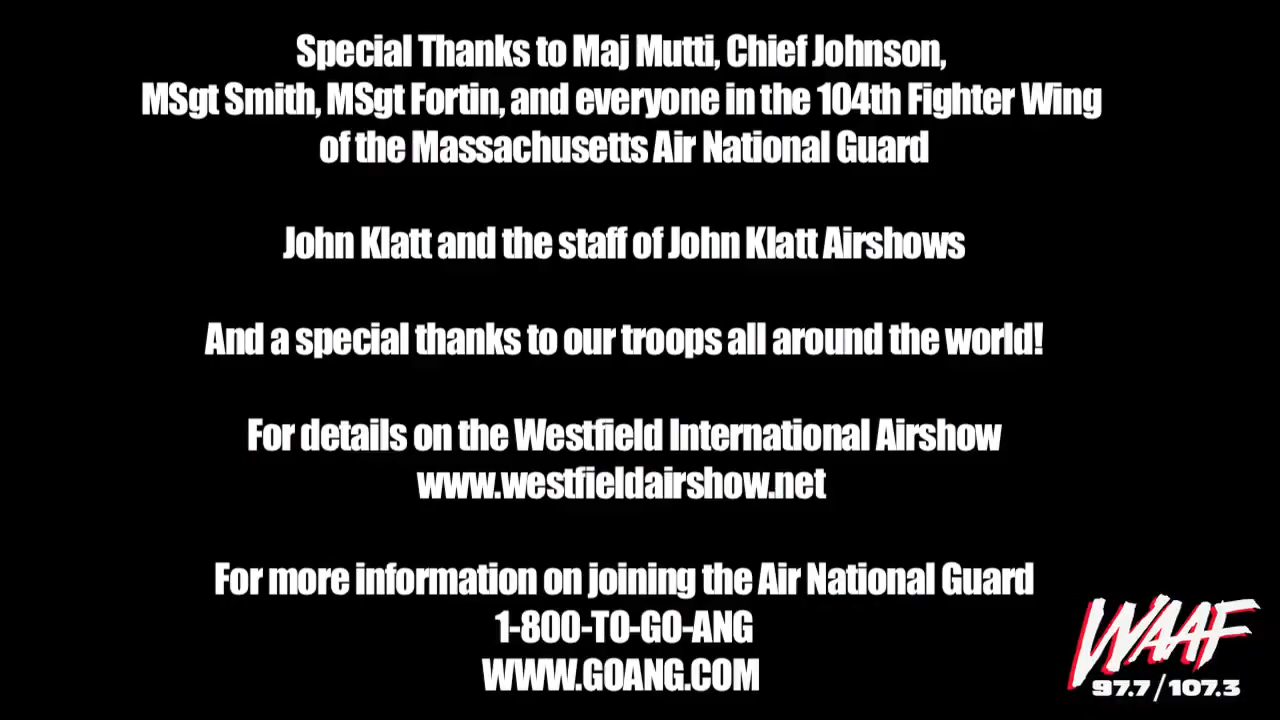 Special Thanks to Maj Mutti, Chief Johnson,
MSgt Smith, MSgt Fortin, and everyone in the 104th Fighter Wing
of the Massachusetts Air National Guard
John Klatt and the staff of John Klatt Airshows
And a special thanks to our troops all around the world!
For details on the Westfield International Airshow
www.westfieldairshow.net
For more information on joining the Air National Guard
1-800-TO-GO-ANG
WWW.GOANG.COM
WAAF
97.7/107.3